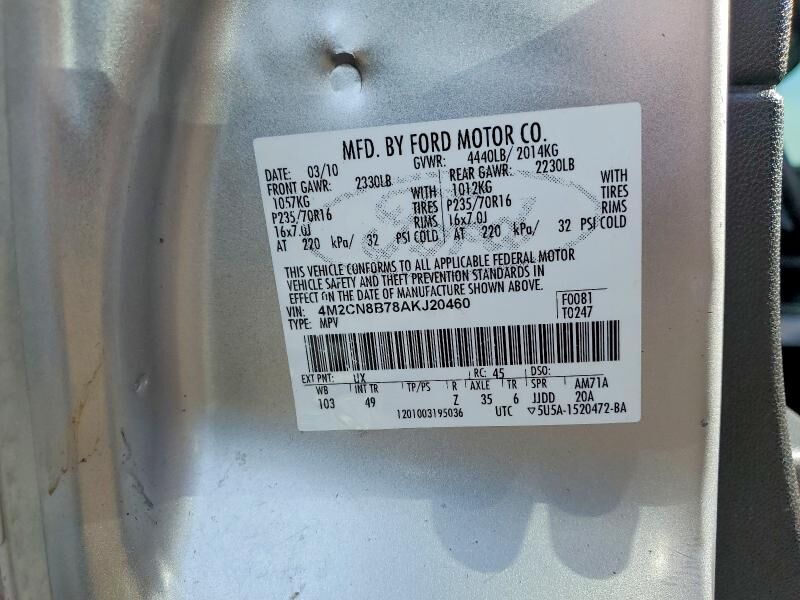 MFD. BY FORD MOTOR CO.
DATE: 03/10 GVWR: 4440LB/ 2014KG
FRONT GAWR: 2330LB REAR GAWR: 2230LB
1057KG WITH 1012KG WITH
P235/70R16 TIRES P235/70R16 TIRES
16x7.0J RIMS 16x7.0J RIMS
AT 220 kPa/ 32 PSI COLD AT 220 kPa/ 32 PSI COLD
THIS VEHICLE CONFORMS TO ALL APPLICABLE FEDERAL MOTOR
VEHICLE SAFETY AND THEFT PREVENTION STANDARDS IN
EFFECT ON THE DATE OF MANUFACTURE SHOWN ABOVE.
VIN: 4M2CN8B78AKJ20460 F0081
TYPE: MPV T0247
EXT PNT: UX RC: 45 DSO:
WB INT TR TP/PS R AXLE TR SPR AM71A
103 49 Z 35 6 JJDD 20A
1201003195036 UTC ▽5U5A-1520472-BA